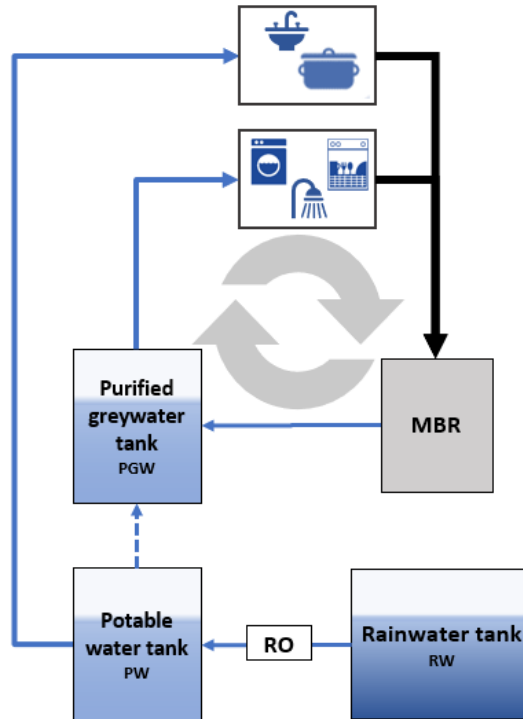 Purified
greywater
tank
PGW
MBR
Potable
water tank
PW
RO
Rainwater tank
RW